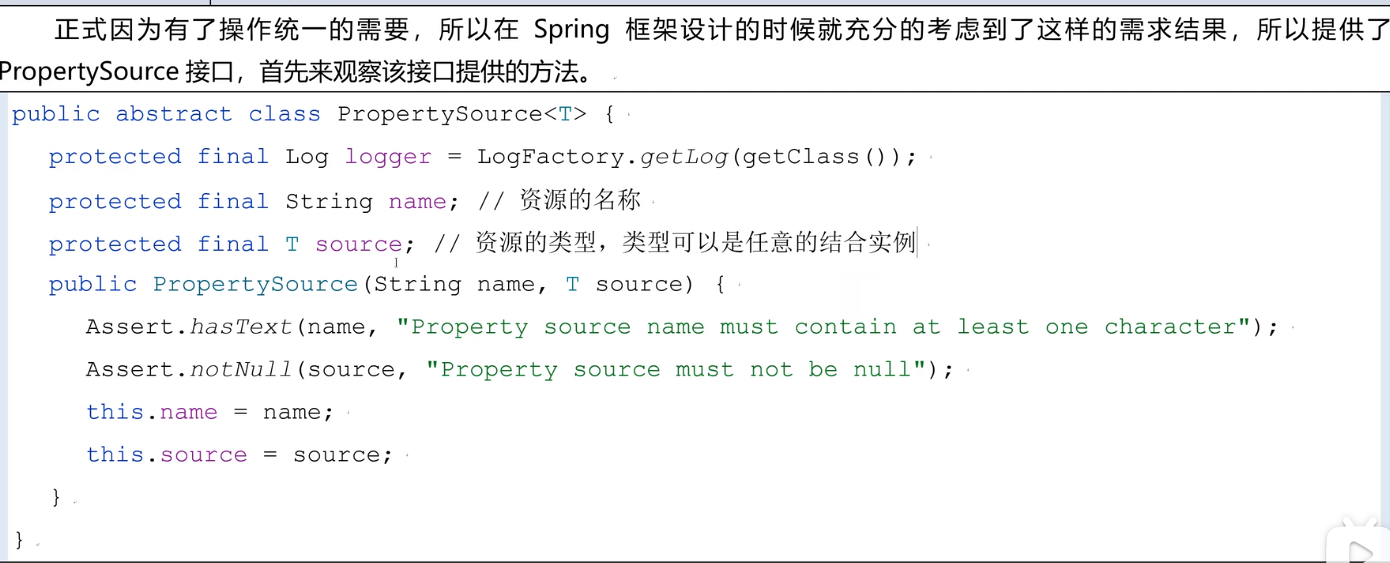 正式因为有了操作统一的需要，所以在 Spring 框架设计的时候就充分的考虑到了这样的需求结果，所以提供了
PropertySource 接口，首先来观察该接口提供的方法。
public abstract class PropertySource<T> {
protected final Log logger = LogFactory.getLog(getClass());
protected final String name; // 资源的名称
protected final T source; // 资源的类型，类型可以是任意的结合实例
public PropertySource(String name, T source) {
Assert.hasText(name, "Property source name must contain at least one character");
Assert.notNull(source, "Property source must not be null");
this.name = name;
this.source = source;
}
}